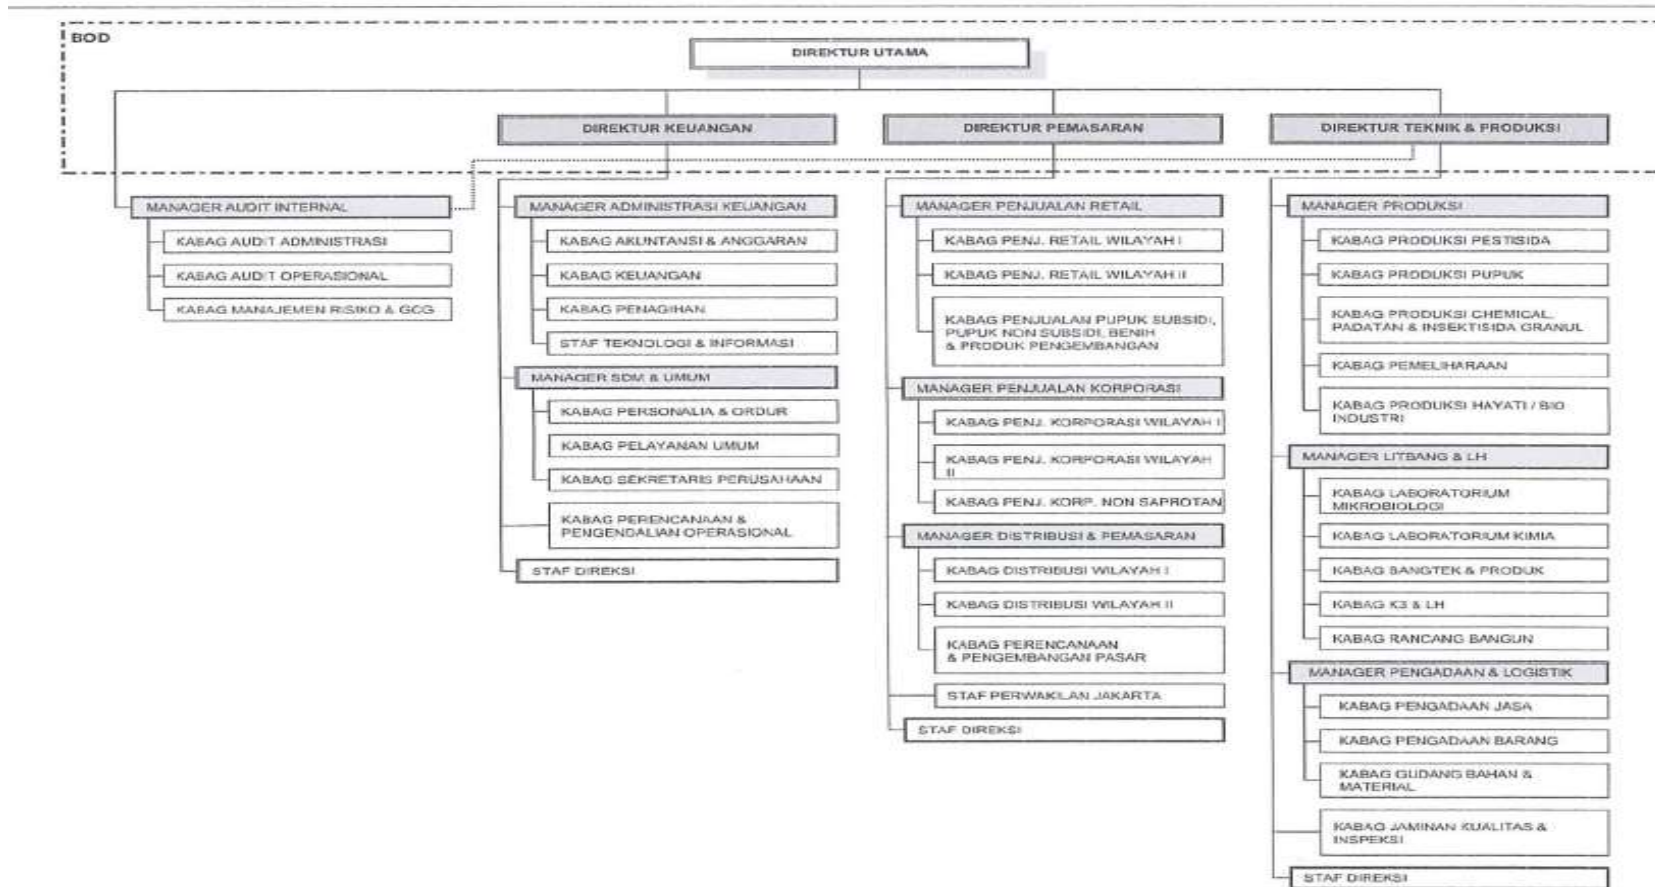 BOD
DIREKTUR UTAMA
DIREKTUR KEUANGAN
DIREKTUR PEMASARAN
DIREKTUR TEKNIK & PRODUKSI
MANAGER AUDIT INTERNAL
KABAG AUDIT ADMINISTRASI
KABAG AUDIT OPERASIONAL
KABAG MANAJEMEN RISIKO & GCG
MANAGER ADMINISTRASI KEUANGAN
KABAG AKUNTANSI & ANGGARAN
KABAG KEUANGAN
KABAG PENAGIHAN
STAF TEKNOLOGI & INFORMASI
MANAGER SDM & UMUM
KABAG PERSONALIA & ORDUR
KABAG PELAYANAN UMUM
KABAG SEKRETARIS PERUSAHAAN
KABAG PERENCANAAN &
PENGENDALIAN OPERASIONAL
STAF DIREKSI
MANAGER PENJUALAN RETAIL
KABAG PENJ. RETAIL WILAYAH I
KABAG PENJ. RETAIL WILAYAH II
KABAG PENJUALAN PUPUK SUBSIDI,
PUPUK NON SUBSIDI, BENIH
& PRODUK PENGEMBANGAN
MANAGER PENJUALAN KORPORASI
KABAG PENJ. KORPORASI WILAYAH I
KABAG PENJ. KORPORASI WILAYAH
II
KABAG PENJ. KORP. NON SAPROTAN
MANAGER DISTRIBUSI & PEMASARAN
KABAG DISTRIBUSI WILAYAH I
KABAG DISTRIBUSI WILAYAH II
KABAG PERENCANAAN
& PENGEMBANGAN PASAR
STAF PERWAKILAN JAKARTA
STAF DIREKSI
MANAGER PRODUKSI
KABAG PRODUKSI PESTISIDA
KABAG PRODUKSI PUPUK
KABAG PRODUKSI CHEMICAL,
PADATAN & INSEKTISIDA GRANUL
KABAG PEMELIHARAAN
KABAG PRODUKSI HAYATI / BIO
INDUSTRI
MANAGER LITBANG & LH
KABAG LABORATORIUM
MIKROBIOLOGI
KABAG LABORATORIUM KIMIA
KABAG BANGTEK & PRODUK
KABAG K3 & LH
KABAG RANCANG BANGUN
MANAGER PENGADAAN & LOGISTIK
KABAG PENGADAAN JASA
KABAG PENGADAAN BARANG
KABAG GUDANG BAHAN &
MATERIAL
KABAG JAMINAN KUALITAS &
INSPEKSI
STAF DIREKSI